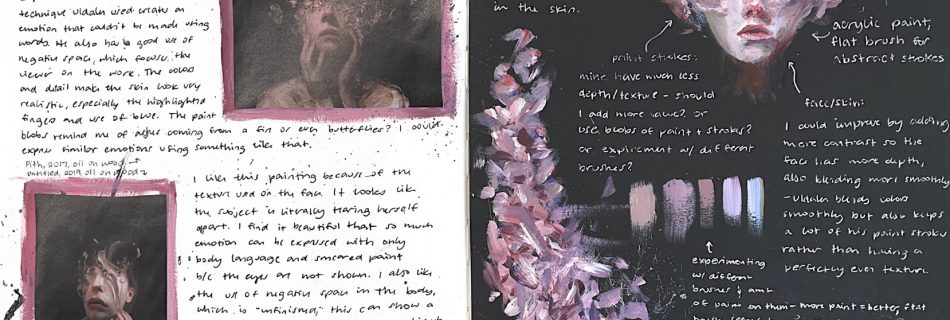 technique Uldalen used creates an
emotion that couldn't be made using
words. He also has good use of
negative space, which focuses the
viewer on the work. The colors
and detail make the skin look very
realistic, especially the highlighted
fingers and use of blue. The paint
blobs remind me of ashes coming from a fire or even butterflies? I could
express similar emotions using something like that.
Pith, 2017, oil on wood
untitled, 2019, oil on wood
I like this painting because of the
texture used on the face. It looks like
the subject is literally tearing herself
apart. I find it beautiful that so much
emotion can be expressed with only
body language and smeared paint
b/c the eyes are not shown. I also like
the use of negative space in the body,
which is "unfinished," this can show a
in the skin.
acrylic paint,
flat brush for
abstract strokes
paint strokes:
mine have much less
depth/texture - should
I add more value? or
use blobs of paint + strokes?
or expiriment w/ different
brushes?
face/skin:
I could improve by adding
more contrast so the
face has more depth,
also blending more smoothly
- Uldalen blends colors
smoothly but also keeps
a lot of his paint strokes
rather than having a
perfectly even texture.
experimenting
w/ different
brushes & amt.
of paint on them - more paint = better, flat